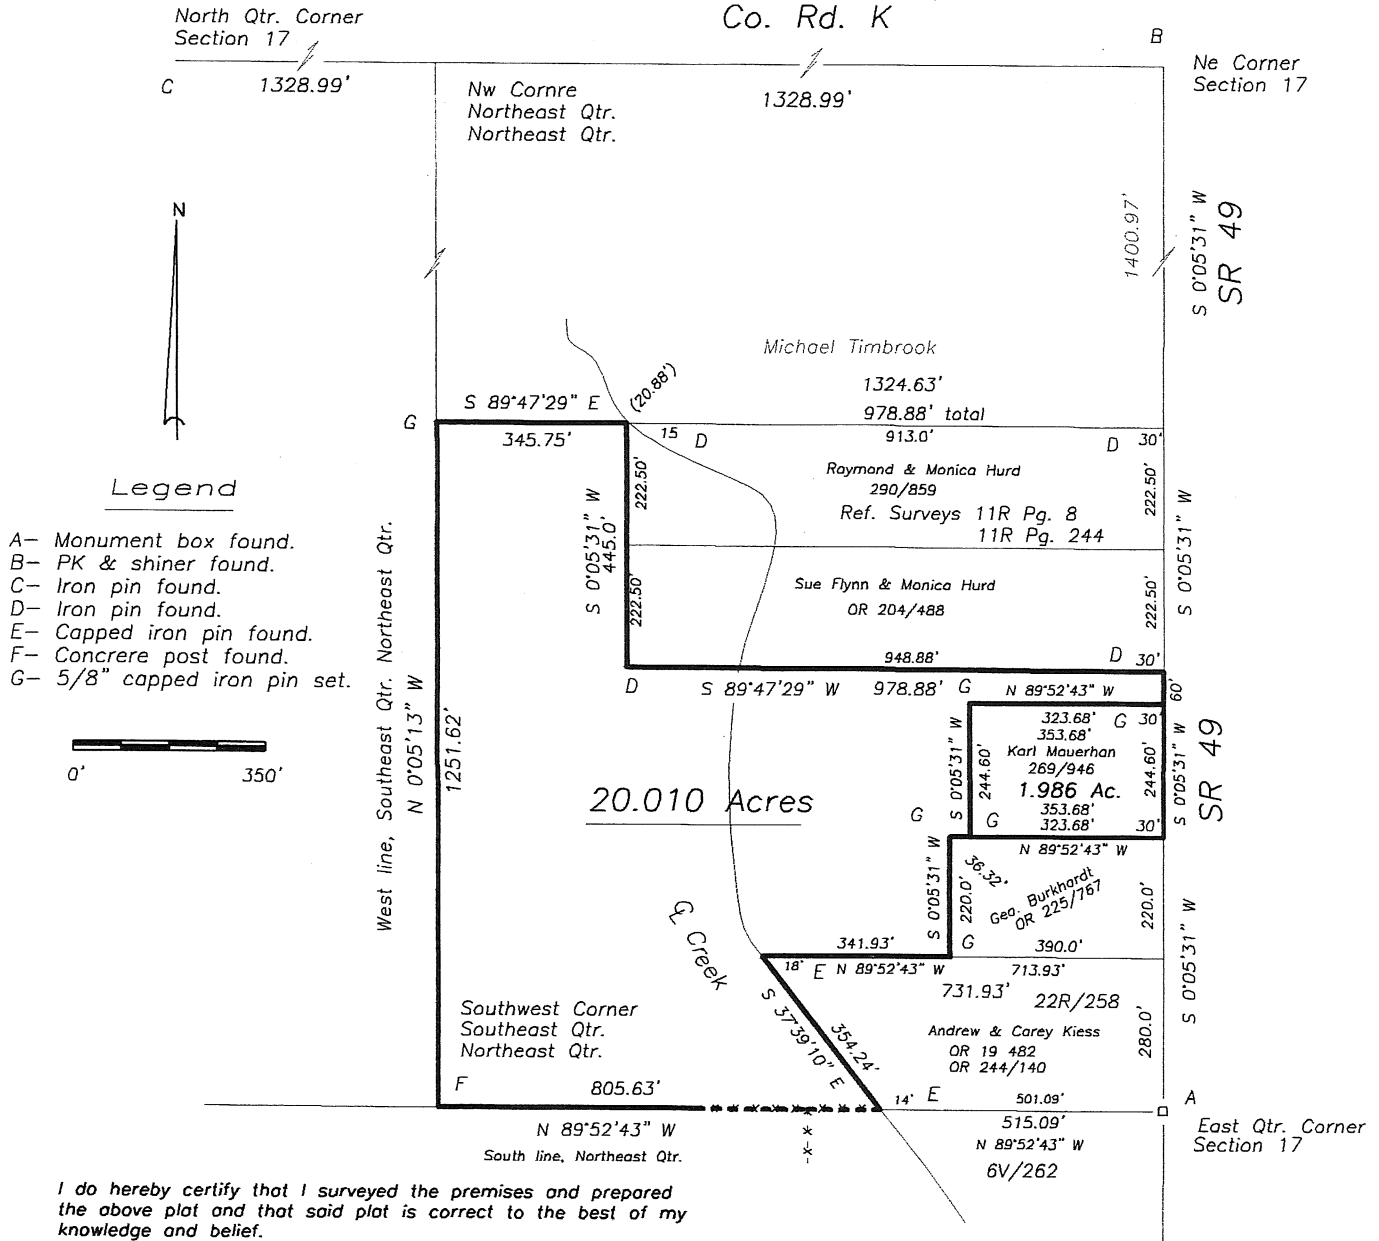 North Qtr. Corner
Section 17
Co. Rd. K
B
Ne Corner
Section 17
C
1328.99'
1328.99'
Nw Cornre
Northeast Qtr.
Northeast Qtr.
N
1400.97'
S 0°05'31" W
SR 49
Michael Timbrook
(20.88')
1324.63'
978.88' total
S 89°47'29" E
G
345.75'
15
D
913.0'
D
30'
222.50'
Raymond & Monica Hurd
290/859
Ref. Surveys 11R Pg. 8
11R Pg. 244
222.50'
S 0°05'31" W
445.0'
S 0°05'31" W
Legend
A- Monument box found.
B- PK & shiner found.
C- Iron pin found.
D- Iron pin found.
E- Capped iron pin found.
F- Concrere post found.
G- 5/8" capped iron pin set.
0'
350'
West line, Southeast Qtr. Northeast Qtr.
N 0°05'13" W
1251.62'
222.50'
Sue Flynn & Monica Hurd
OR 204/488
222.50'
948.88'
D
30'
D
S 89°47'29" W
978.88'
G
N 89°52'43" W
60'
323.68'
G
30'
353.68'
Karl Mauerhan
269/946
1.986 Ac.
353.68'
323.68'
30'
S 0°05'31" W
244.60'
244.60'
S 0°05'31" W
SR 49
G
G
N 89°52'43" W
20.010 Acres
36.32'
Geo. Burkhardt
OR 225/767
S 0°05'31" W
220.0'
220.0'
S 0°05'31" W
G
341.93'
390.0'
18'
E
N 89°52'43" W
713.93'
731.93'
22R/258
CL Creek
S 37°39'10" E
354.24'
Andrew & Carey Kiess
OR 19 482
OR 244/140
280.0'
Southwest Corner
Southeast Qtr.
Northeast Qtr.
F
805.63'
14'
E
501.09'
A
515.09'
N 89°52'43" W
6V/262
East Qtr. Corner
Section 17
N 89°52'43" W
South line, Northeast Qtr.
I do hereby certify that I surveyed the premises and prepared
the above plat and that said plat is correct to the best of my
knowledge and belief.